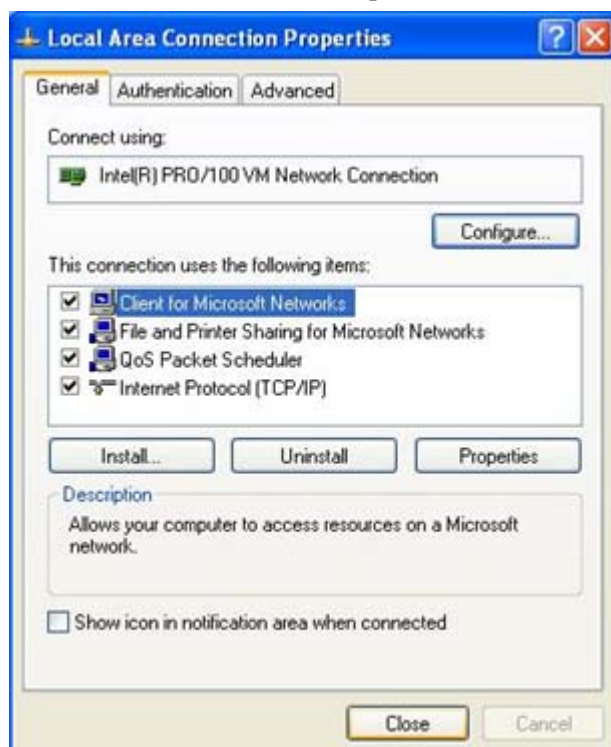 Local Area Connection Properties
General Authentication Advanced
Connect using:
Intel(R) PRO/100 VM Network Connection
Configure...
This connection uses the following items:
Client for Microsoft Networks
File and Printer Sharing for Microsoft Networks
QoS Packet Scheduler
Internet Protocol (TCP/IP)
Install... Uninstall Properties
Description
Allows your computer to access resources on a Microsoft
network.
Show icon in notification area when connected
Close Cancel